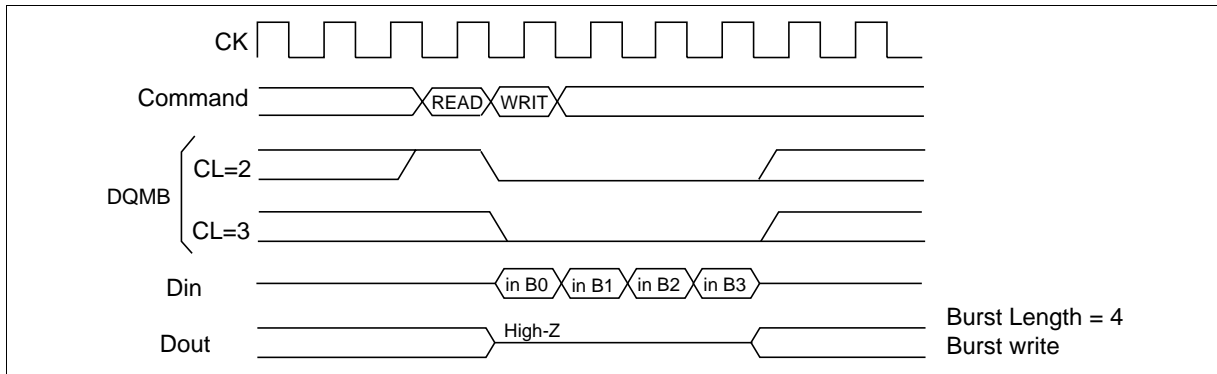 CK
Command
READ WRIT
DQMB
CL=2
CL=3
Din
in B0 in B1 in B2 in B3
Dout
High-Z
Burst Length = 4
Burst write